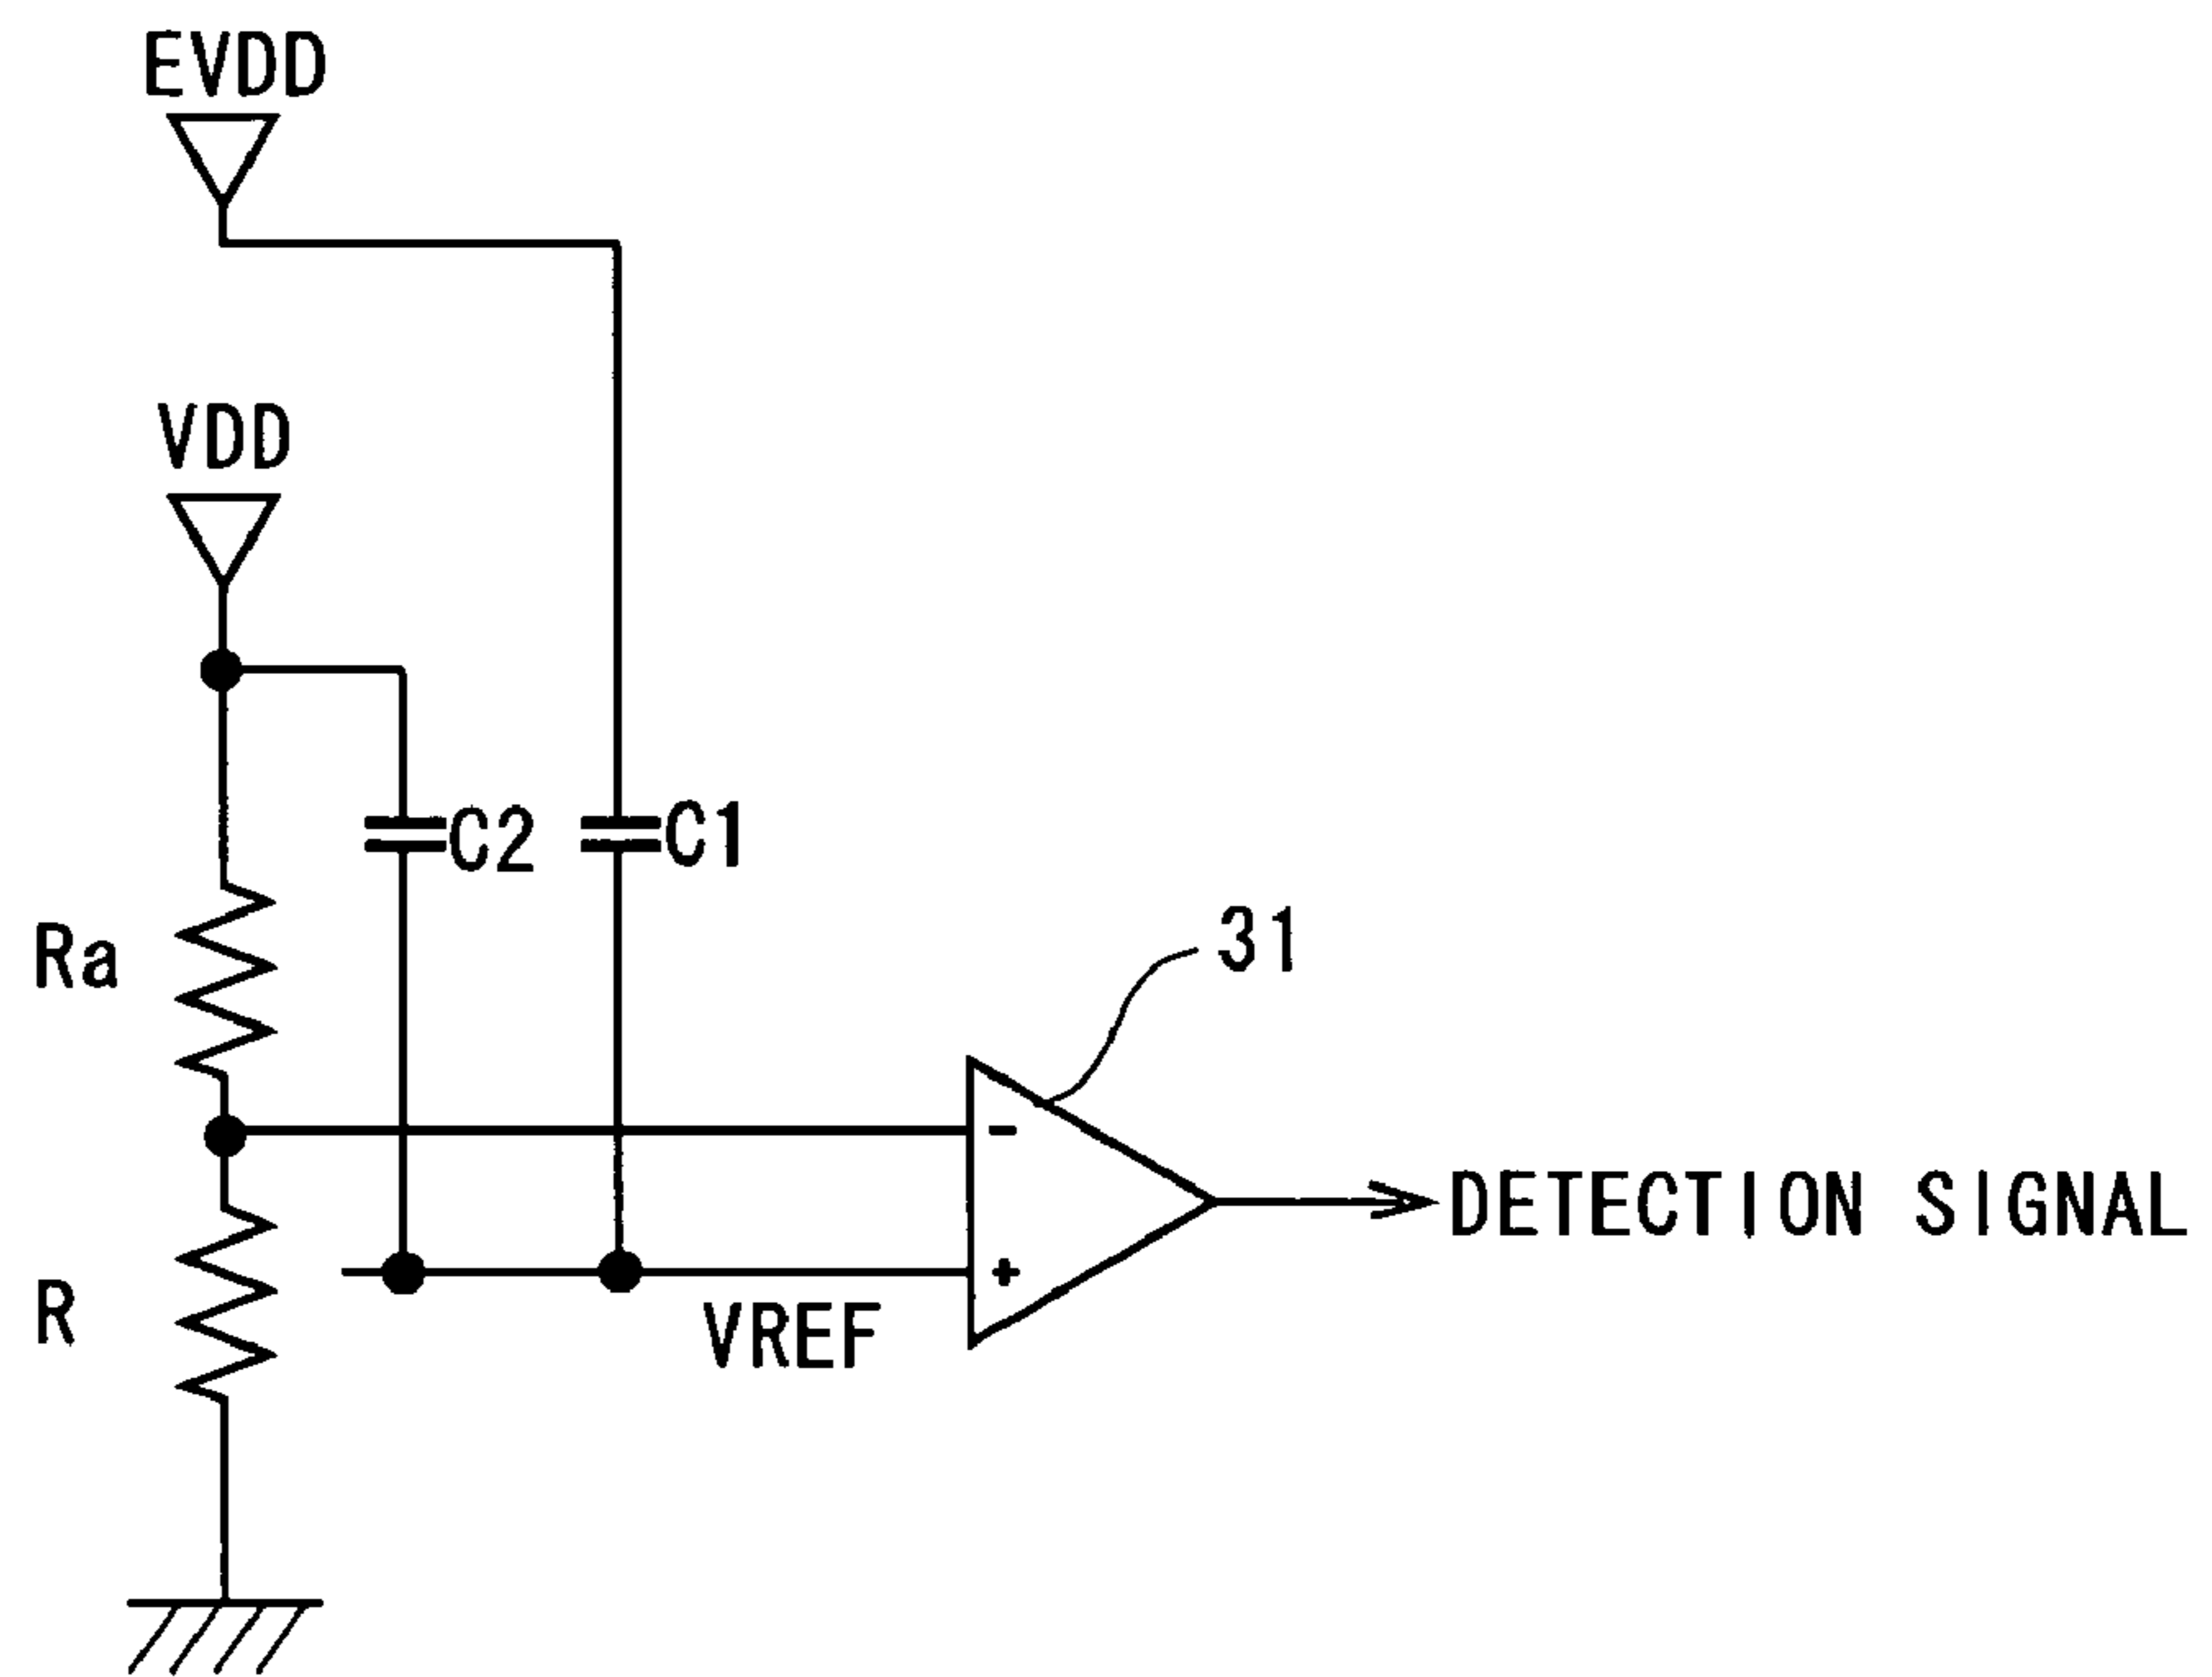 EVDD
VDD
C2
C1
Ra
31
-
DETECTION SIGNAL
+
R
VREF